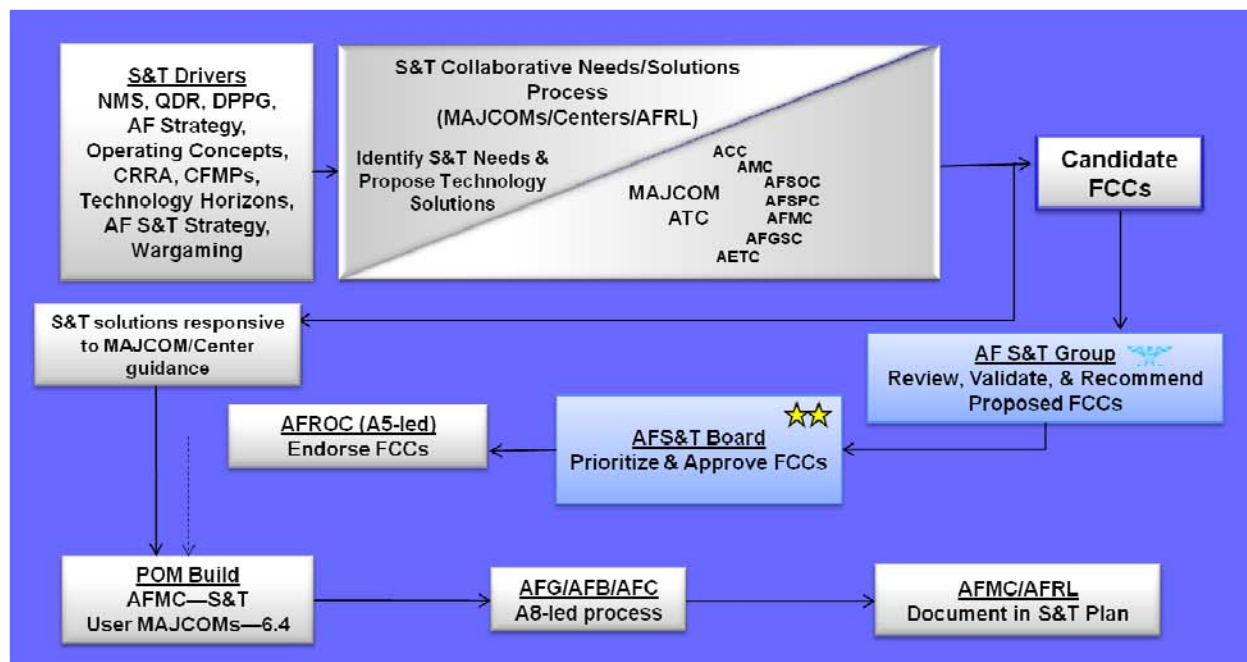 S&T Drivers
NMS, QDR, DPPG,
AF Strategy,
Operating Concepts,
CRRA, CFMPs,
Technology Horizons,
AF S&T Strategy,
Wargaming
S&T Collaborative Needs/Solutions
Process
(MAJCOMs/Centers/AFRL)
Identify S&T Needs &
Propose Technology
Solutions
MAJCOM
ATC
ACC
AMC
AFSOC
AFSPC
AFMC
AFGSC
AETC
Candidate
FCCs
S&T solutions responsive
to MAJCOM/Center
guidance
AF S&T Group
Review, Validate, & Recommend
Proposed FCCs
AFS&T Board
Prioritize & Approve FCCs
AFROC (A5-led)
Endorse FCCs
POM Build
AFMC—S&T
User MAJCOMs—6.4
AFG/AFB/AFC
A8-led process
AFMC/AFRL
Document in S&T Plan